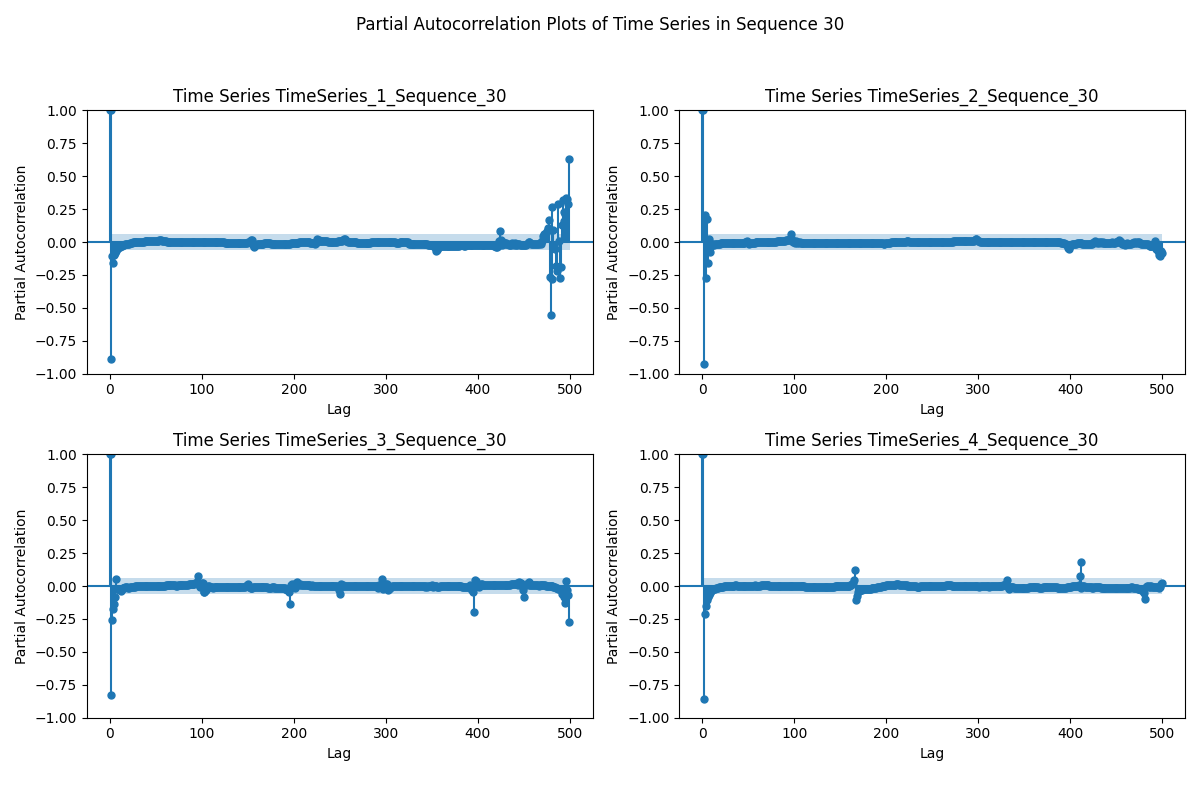 Partial Autocorrelation Plots of Time Series in Sequence 30
Time Series TimeSeries_1_Sequence_30
1.00
0.75
0.50
0.25
0.00
−0.25
−0.50
−0.75
−1.00
Partial Autocorrelation
0 100 200 300 400 500
Lag
Time Series TimeSeries_2_Sequence_30
1.00
0.75
0.50
0.25
0.00
−0.25
−0.50
−0.75
−1.00
Partial Autocorrelation
0 100 200 300 400 500
Lag
Time Series TimeSeries_3_Sequence_30
1.00
0.75
0.50
0.25
0.00
−0.25
−0.50
−0.75
−1.00
Partial Autocorrelation
0 100 200 300 400 500
Lag
Time Series TimeSeries_4_Sequence_30
1.00
0.75
0.50
0.25
0.00
−0.25
−0.50
−0.75
−1.00
Partial Autocorrelation
0 100 200 300 400 500
Lag